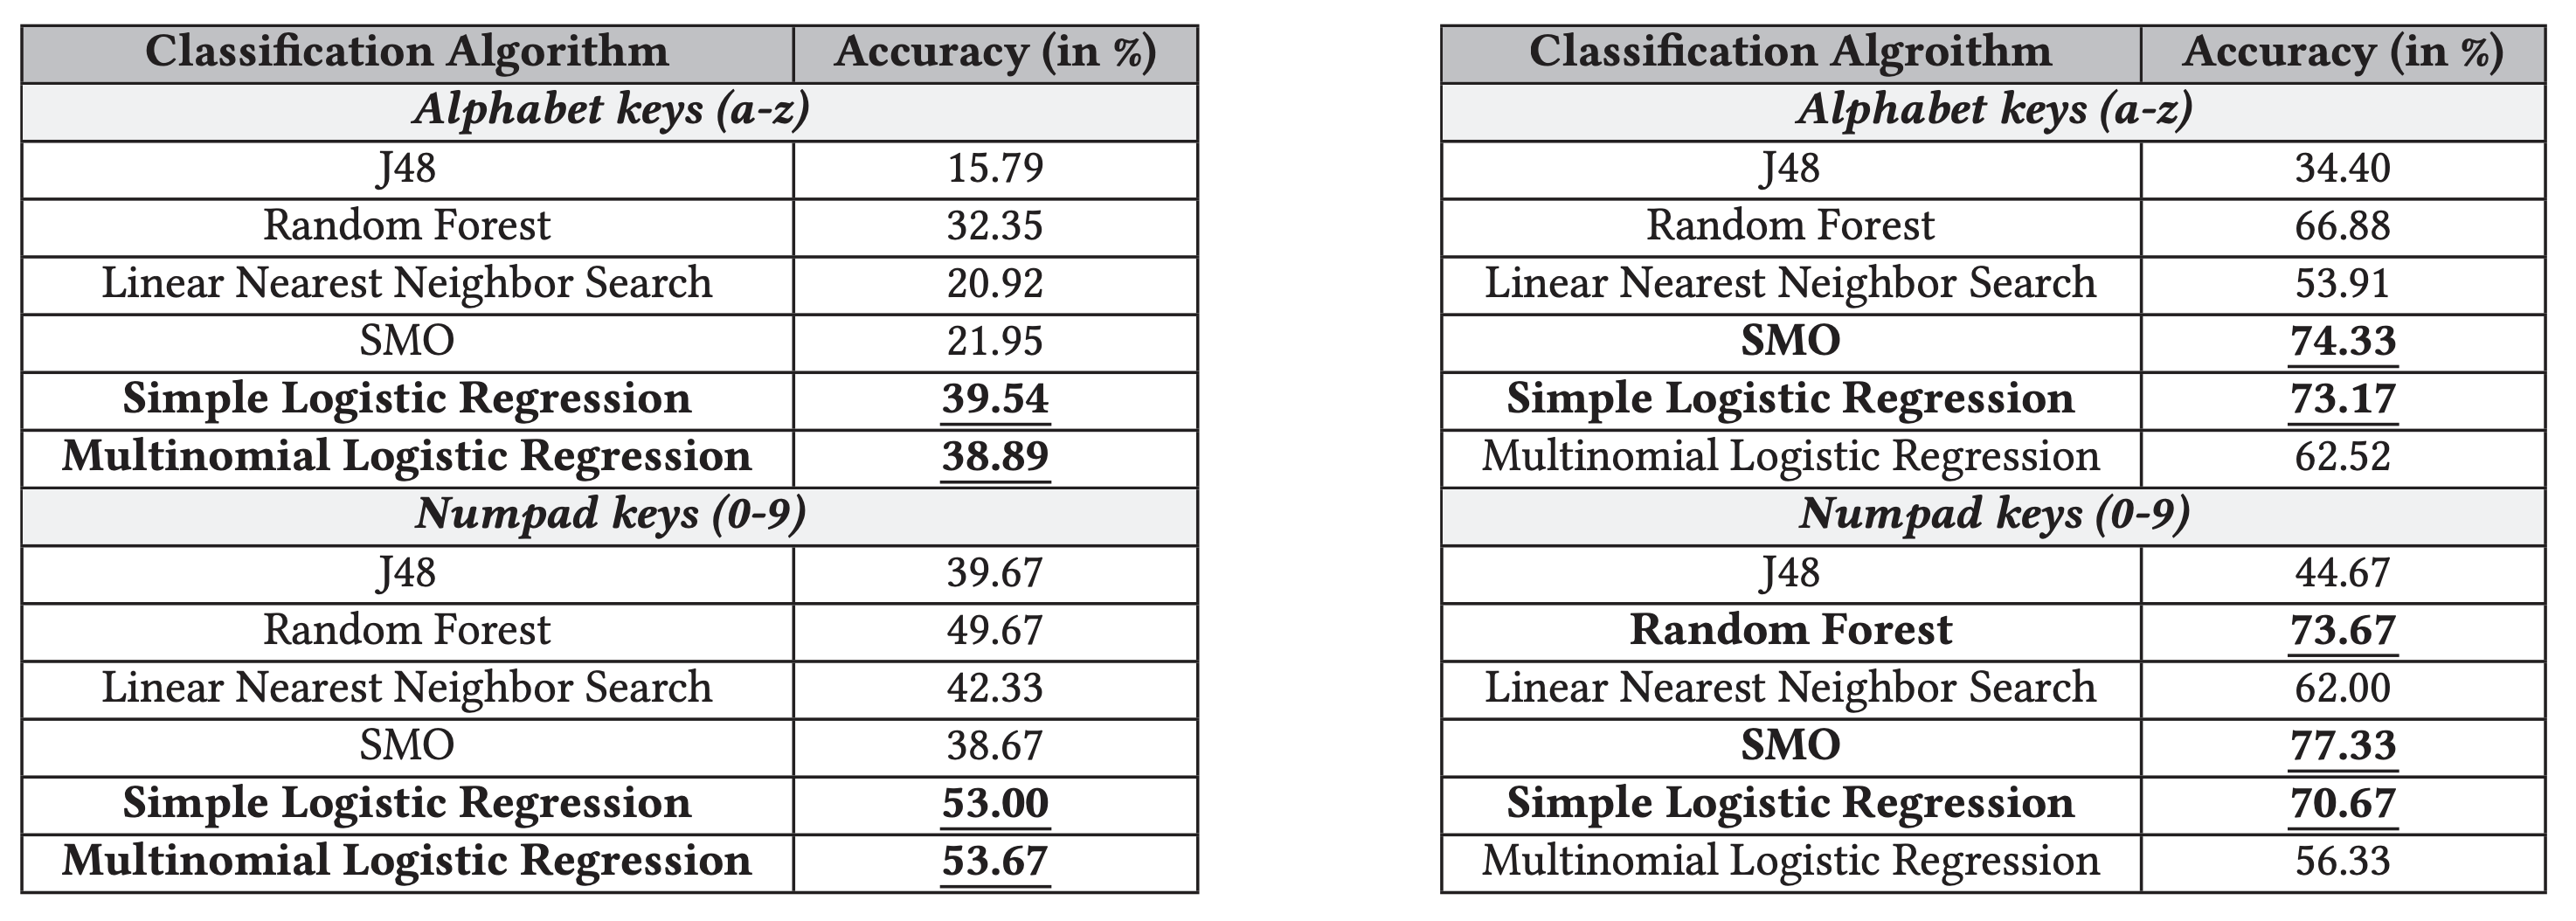 Classification Algorithm Accuracy (in %)
Alphabet keys (a-z)
J48 15.79
Random Forest 32.35
Linear Nearest Neighbor Search 20.92
SMO 21.95
Simple Logistic Regression 39.54
Multinomial Logistic Regression 38.89
Numpad keys (0-9)
J48 39.67
Random Forest 49.67
Linear Nearest Neighbor Search 42.33
SMO 38.67
Simple Logistic Regression 53.00
Multinomial Logistic Regression 53.67
Classification Algroithm Accuracy (in %)
Alphabet keys (a-z)
J48 34.40
Random Forest 66.88
Linear Nearest Neighbor Search 53.91
SMO 74.33
Simple Logistic Regression 73.17
Multinomial Logistic Regression 62.52
Numpad keys (0-9)
J48 44.67
Random Forest 73.67
Linear Nearest Neighbor Search 62.00
SMO 77.33
Simple Logistic Regression 70.67
Multinomial Logistic Regression 56.33